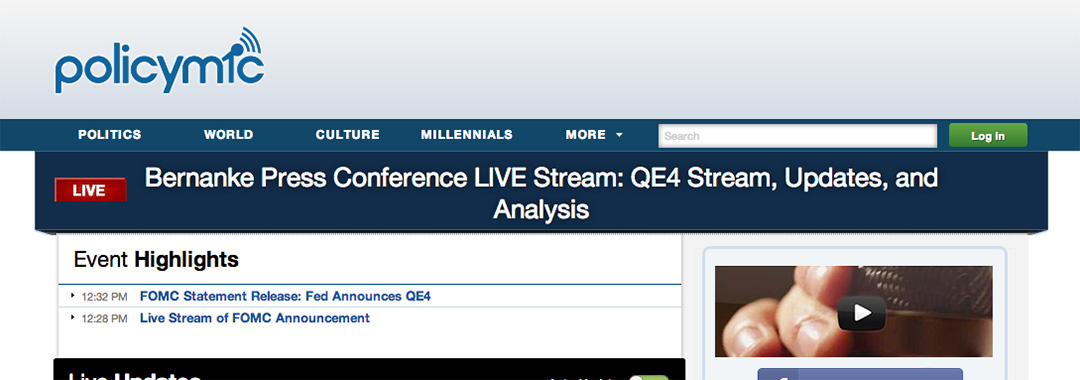 policymic
POLITICS WORLD CULTURE MILLENNIALS MORE Search Log In
LIVE Bernanke Press Conference LIVE Stream: QE4 Stream, Updates, and
Analysis
Event Highlights
12:32 PM FOMC Statement Release: Fed Announces QE4
12:28 PM Live Stream of FOMC Announcement
Live Updates